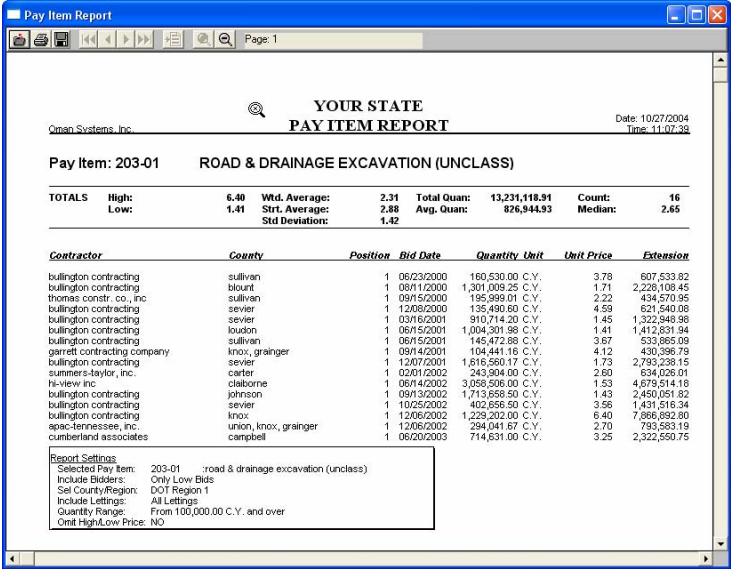 Pay Item Report
Page: 1
YOUR STATE
Oman Systems, Inc. PAY ITEM REPORT Date: 10/27/2004
Time: 11:07:39
Pay Item: 203-01 ROAD & DRAINAGE EXCAVATION (UNCLASS)
TOTALS High: 6.40 Wtd. Average: 2.31 Total Quan: 13,231,118.91 Count: 16
Low: 1.41 Strt. Average: 2.88 Avg. Quan: 826,944.93 Median: 2.65
Std Deviation: 1.42
Contractor County Position Bid Date Quantity Unit Unit Price Extension
bullington contracting sullivan 1 06/23/2000 160,530.00 C.Y. 3.78 607,533.82
bullington contracting blount 1 08/11/2000 1,301,009.25 C.Y. 1.71 2,228,108.45
thomas constr. co., inc sullivan 1 09/15/2000 195,999.01 C.Y. 2.22 434,570.95
bullington contracting sevier 1 12/08/2000 135,490.60 C.Y. 4.59 621,540.08
bullington contracting sevier 1 03/16/2001 910,714.20 C.Y. 1.45 1,322,948.98
bullington contracting loudon 1 06/15/2001 1,004,301.98 C.Y. 1.41 1,412,831.94
bullington contracting sullivan 1 06/15/2001 145,472.88 C.Y. 3.67 533,865.09
garrett contracting company knox, grainger 1 09/14/2001 104,441.16 C.Y. 4.12 430,396.79
bullington contracting sevier 1 12/07/2001 1,616,560.17 C.Y. 1.73 2,793,238.15
summers-taylor, inc. carter 1 02/01/2002 243,904.00 C.Y. 2.60 634,026.01
hi-view inc claiborne 1 06/14/2002 3,058,506.00 C.Y. 1.53 4,679,514.18
bullington contracting johnson 1 09/13/2002 1,713,658.50 C.Y. 1.43 2,450,051.82
bullington contracting sevier 1 10/25/2002 402,656.50 C.Y. 3.56 1,431,516.34
bullington contracting knox 1 12/06/2002 1,229,202.00 C.Y. 6.40 7,866,892.80
apac-tennessee, inc. union, knox, grainger 1 12/06/2002 294,041.67 C.Y. 2.70 793,583.19
cumberland associates campbell 1 06/20/2003 714,631.00 C.Y. 3.25 2,322,550.75
Report Settings
Selected Pay Item: 203-01 :road & drainage excavation (unclass)
Include Bidders: Only Low Bids
Sel County/Region: DOT Region 1
Include Lettings: All Lettings
Quantity Range: From 100,000.00 C.Y. and over
Omit High/Low Price: NO